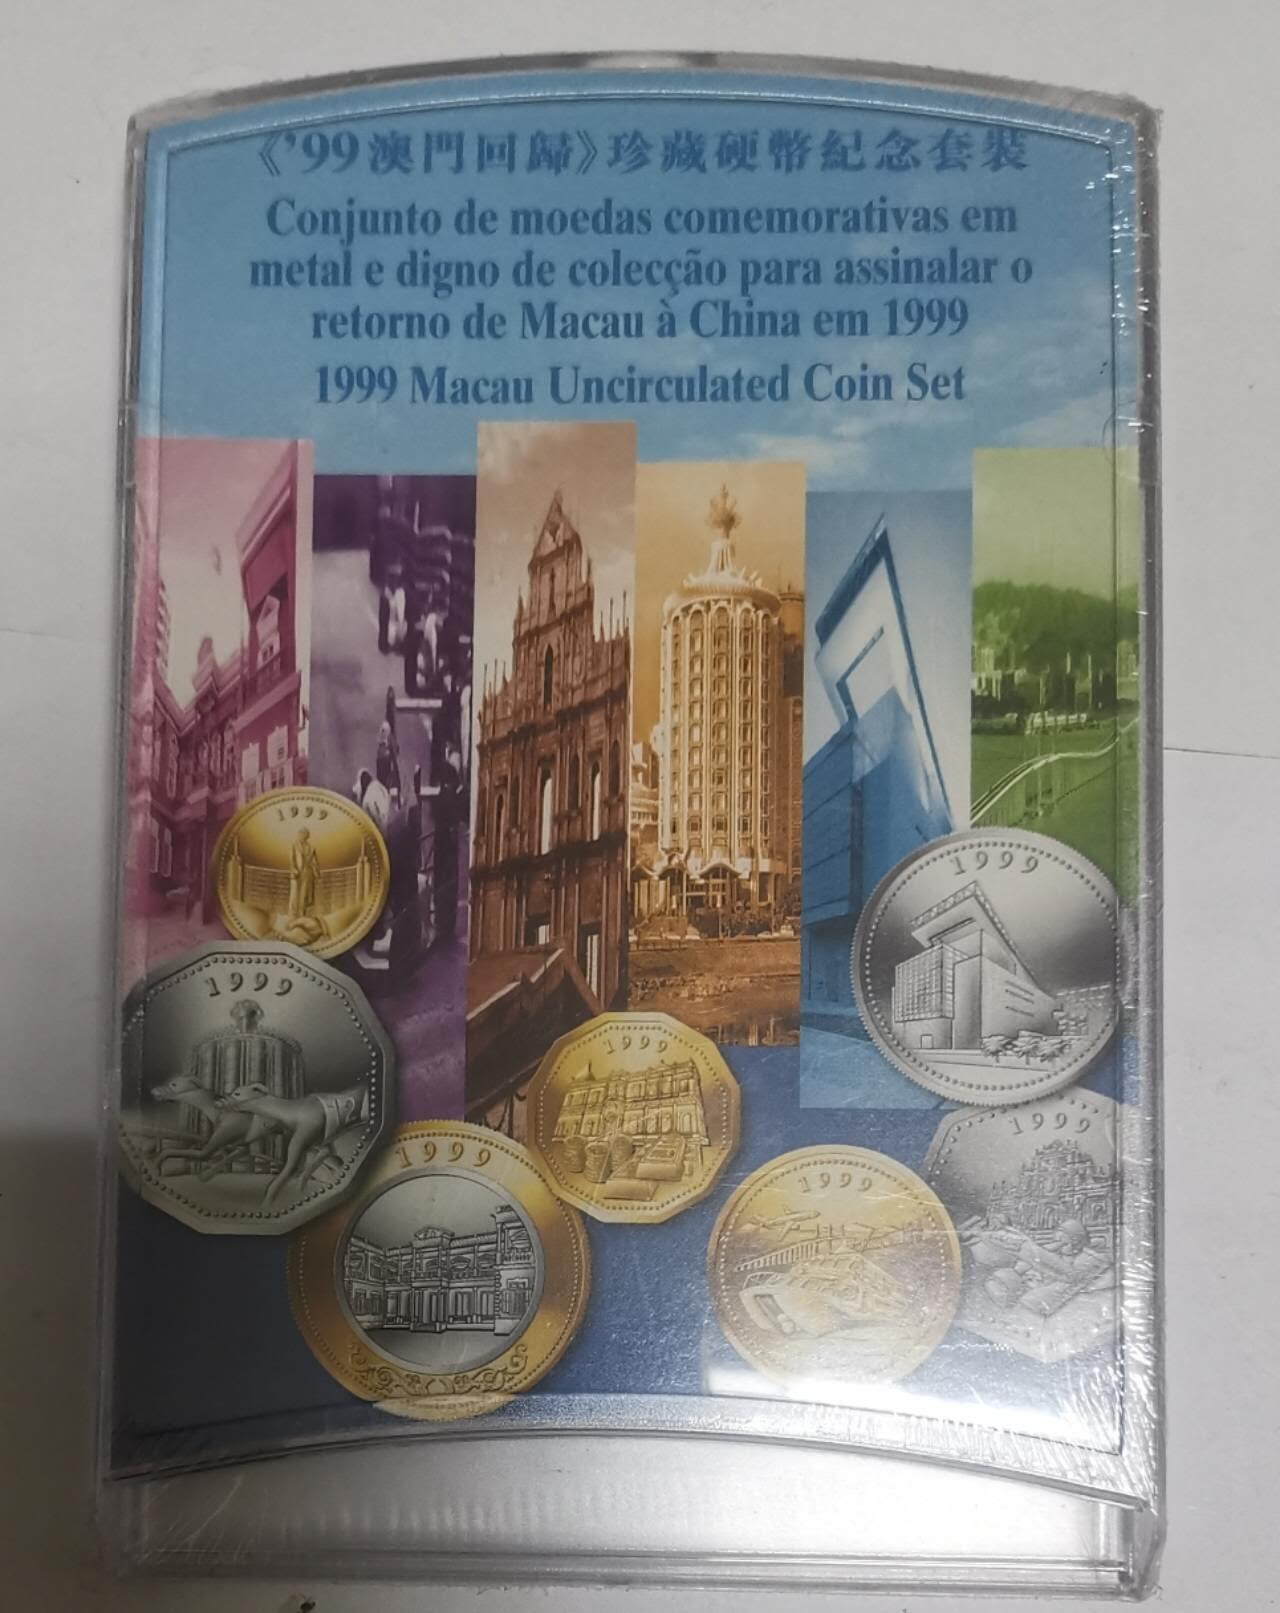 《’99澳門回歸》珍藏硬幣紀念套裝
Conjunto de moedas comemorativas em
metal e digno de colecção para assinalar o
retorno de Macau à China em 1999
1999 Macau Uncirculated Coin Set
1999
1999
1999
12
1999
1999
1999
1999